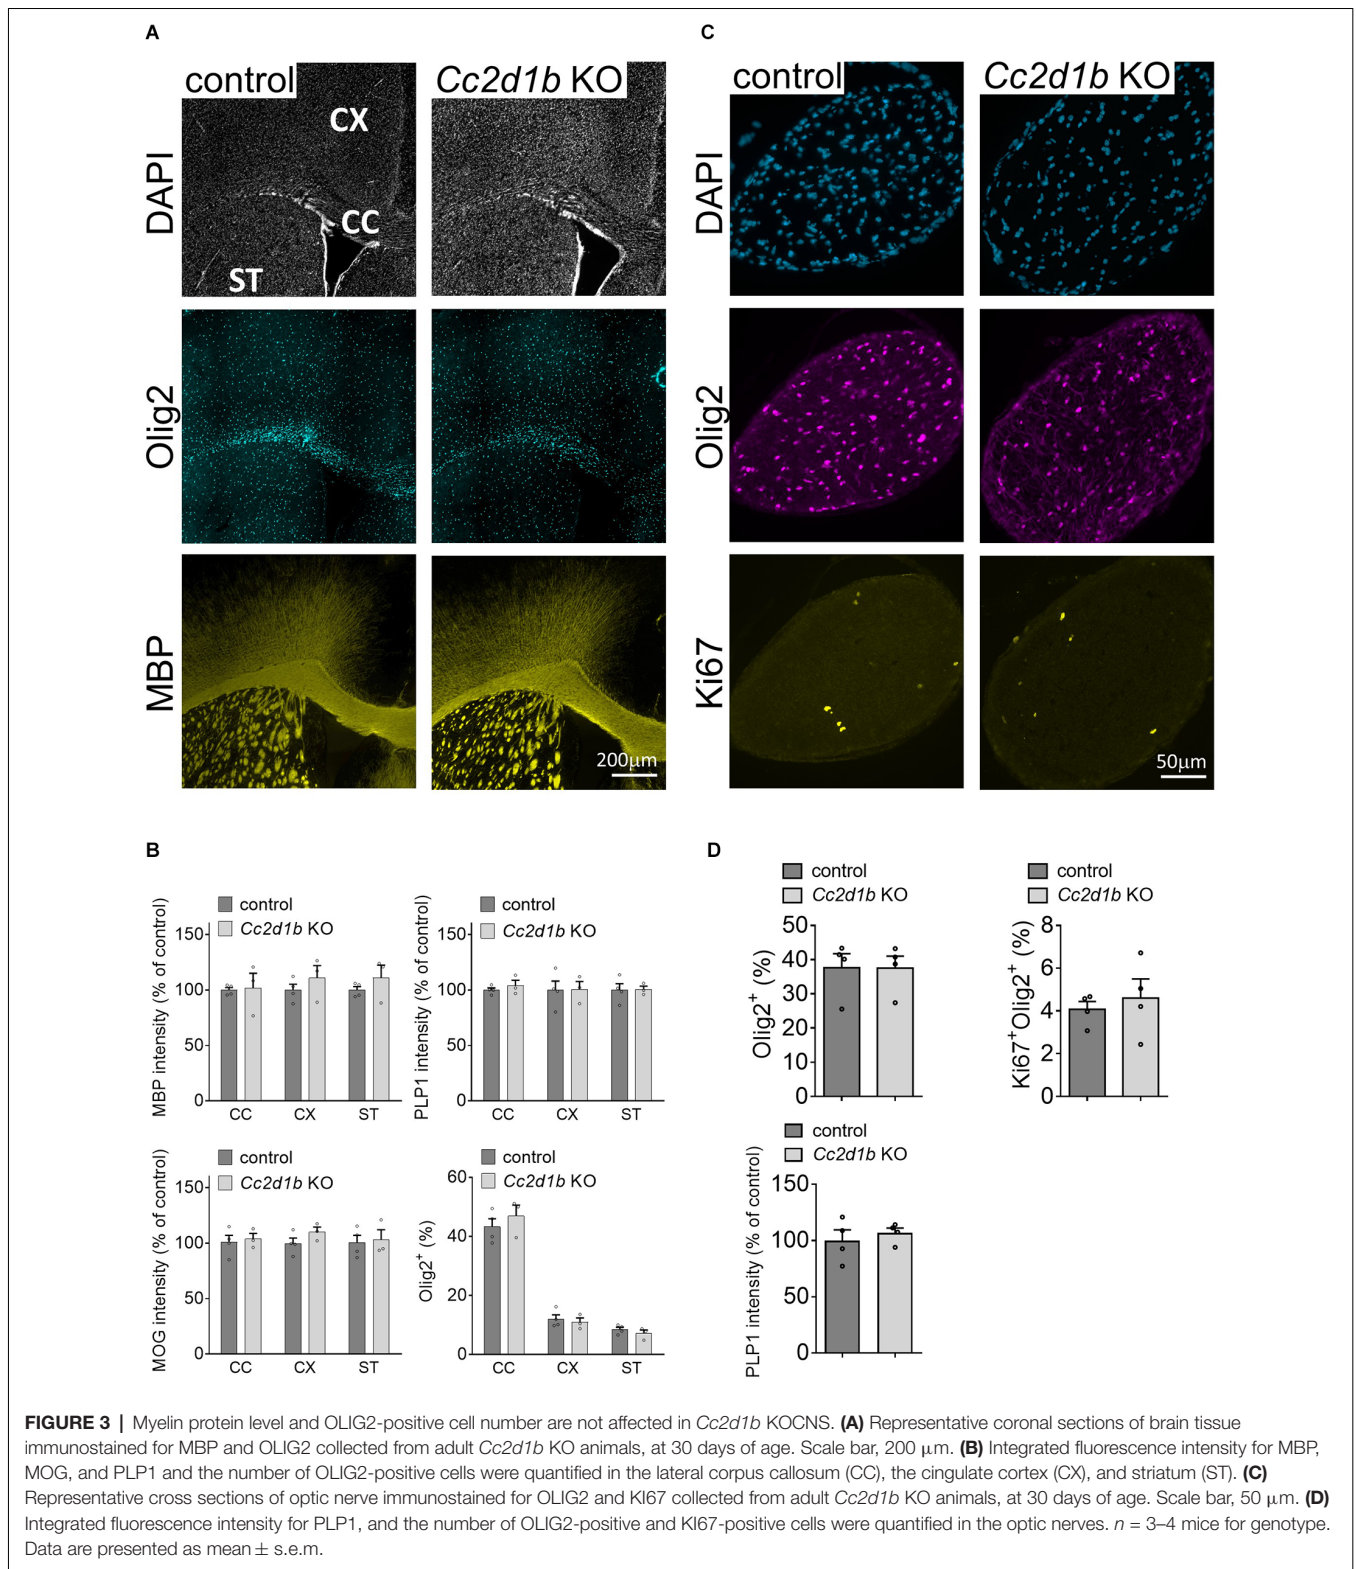 A
control
Cc2d1b KO
DAPI
CX
CC
ST
Olig2
MBP
200μm
C
control
Cc2d1b KO
DAPI
Olig2
Ki67
50μm
B
control
Cc2d1b KO
MBP intensity (% of control)
150
100
50
0
CC CX ST
control
Cc2d1b KO
PLP1 intensity (% of control)
150
100
50
0
CC CX ST
control
Cc2d1b KO
MOG intensity (% of control)
150
100
50
0
CC CX ST
control
Cc2d1b KO
Olig2+ (%)
60
40
20
0
CC CX ST
D
control
Cc2d1b KO
Olig2+ (%)
50
40
30
20
10
0
control
Cc2d1b KO
Ki67+Olig2+ (%)
8
6
4
2
0
control
Cc2d1b KO
PLP1 intensity (% of control)
150
100
50
0
FIGURE 3 | Myelin protein level and OLIG2-positive cell number are not affected in Cc2d1b KOCNS. (A) Representative coronal sections of brain tissue
immunostained for MBP and OLIG2 collected from adult Cc2d1b KO animals, at 30 days of age. Scale bar, 200 μm. (B) Integrated fluorescence intensity for MBP,
MOG, and PLP1 and the number of OLIG2-positive cells were quantified in the lateral corpus callosum (CC), the cingulate cortex (CX), and striatum (ST). (C)
Representative cross sections of optic nerve immunostained for OLIG2 and KI67 collected from adult Cc2d1b KO animals, at 30 days of age. Scale bar, 50 μm. (D)
Integrated fluorescence intensity for PLP1, and the number of OLIG2-positive and KI67-positive cells were quantified in the optic nerves. n = 3–4 mice for genotype.
Data are presented as mean ± s.e.m.